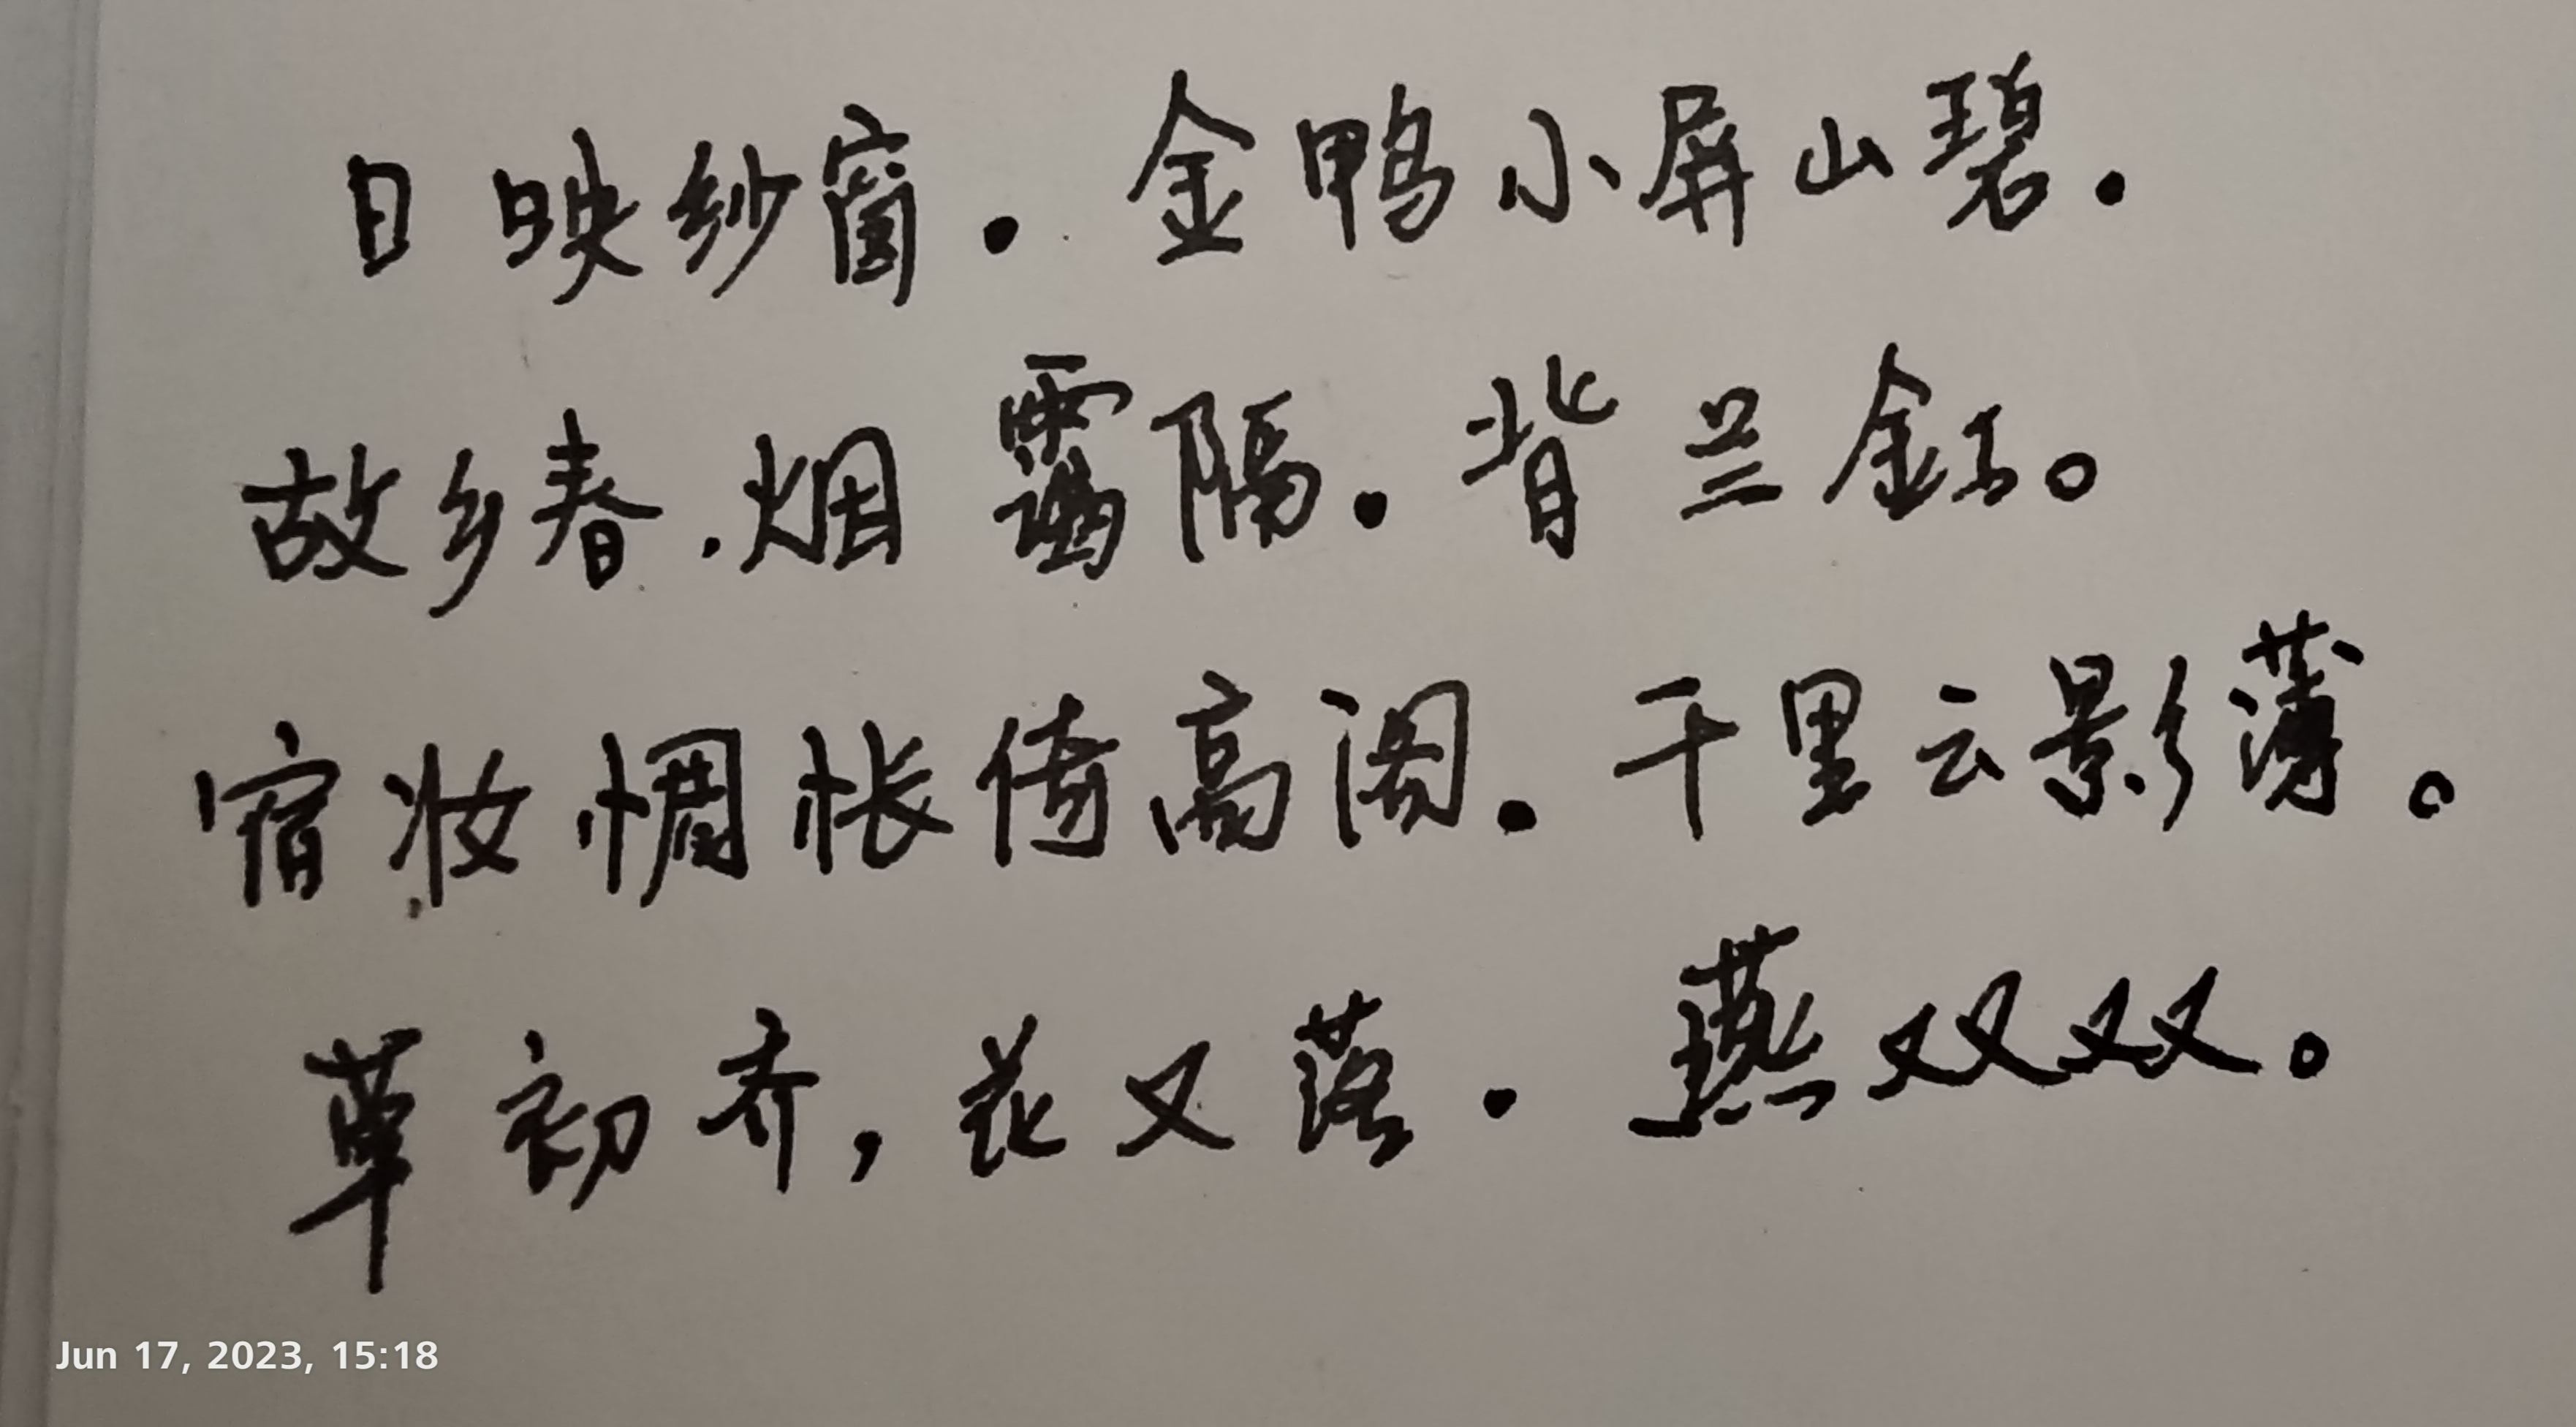 日映纱窗．金鸭小屏山碧．
故乡春．烟霭隔．背兰釭。
宿妆惆怅倚高阁．千里云影薄。
草初齐，花又落．燕双双。
Jun 17, 2023, 15:18